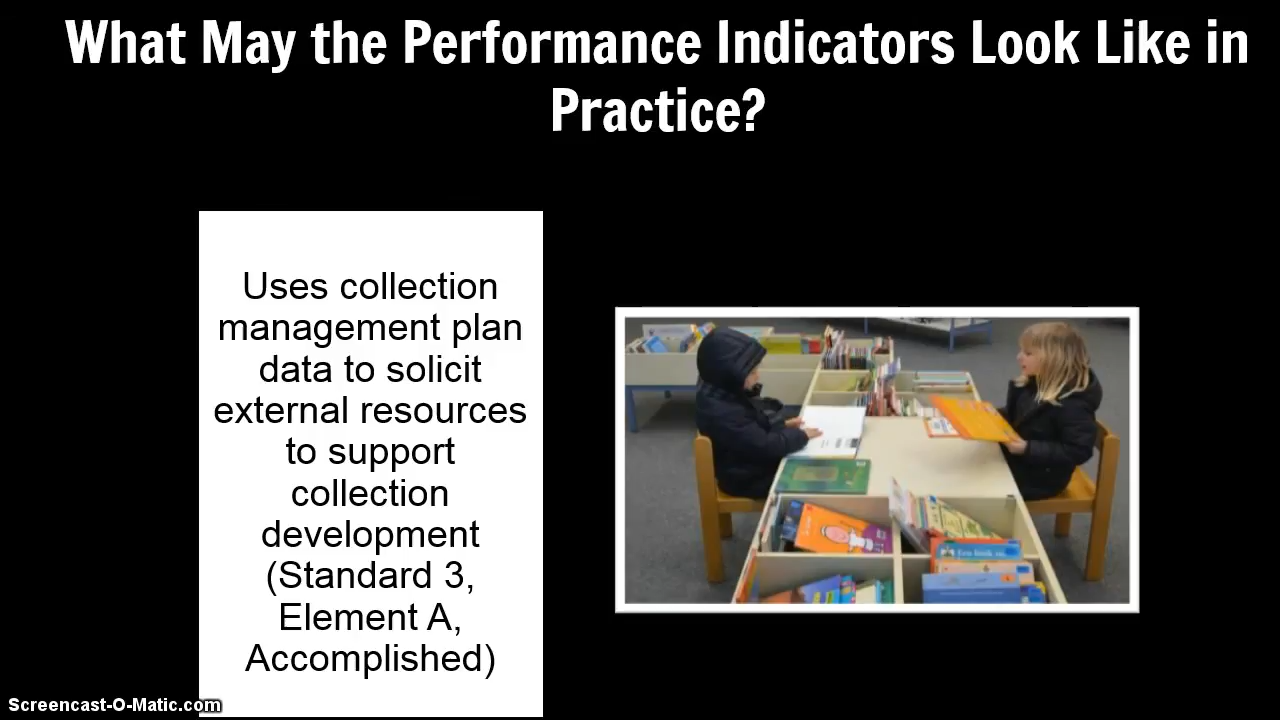 What May the Performance Indicators Look Like in
Practice?
Uses collection
management plan
data to solicit
external resources
to support
collection
development
(Standard 3,
Element A,
Accomplished)
Screencast-O-Matic.com